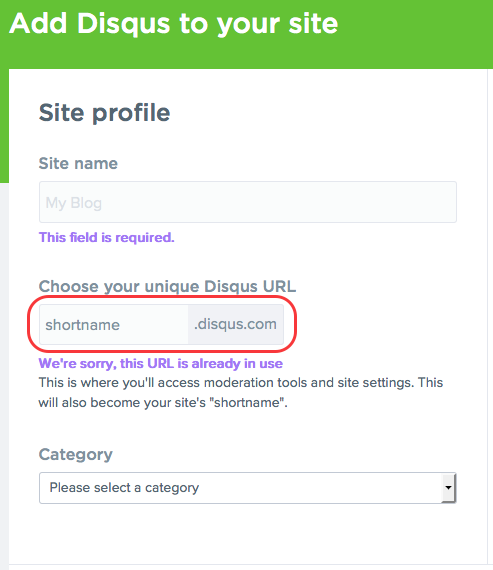 Add Disqus to your site
Site profile
Site name
My Blog
This field is required.
Choose your unique Disqus URL
shortname .disqus.com
We're sorry, this URL is already in use
This is where you'll access moderation tools and site settings. This
will also become your site's "shortname".
Category
Please select a category